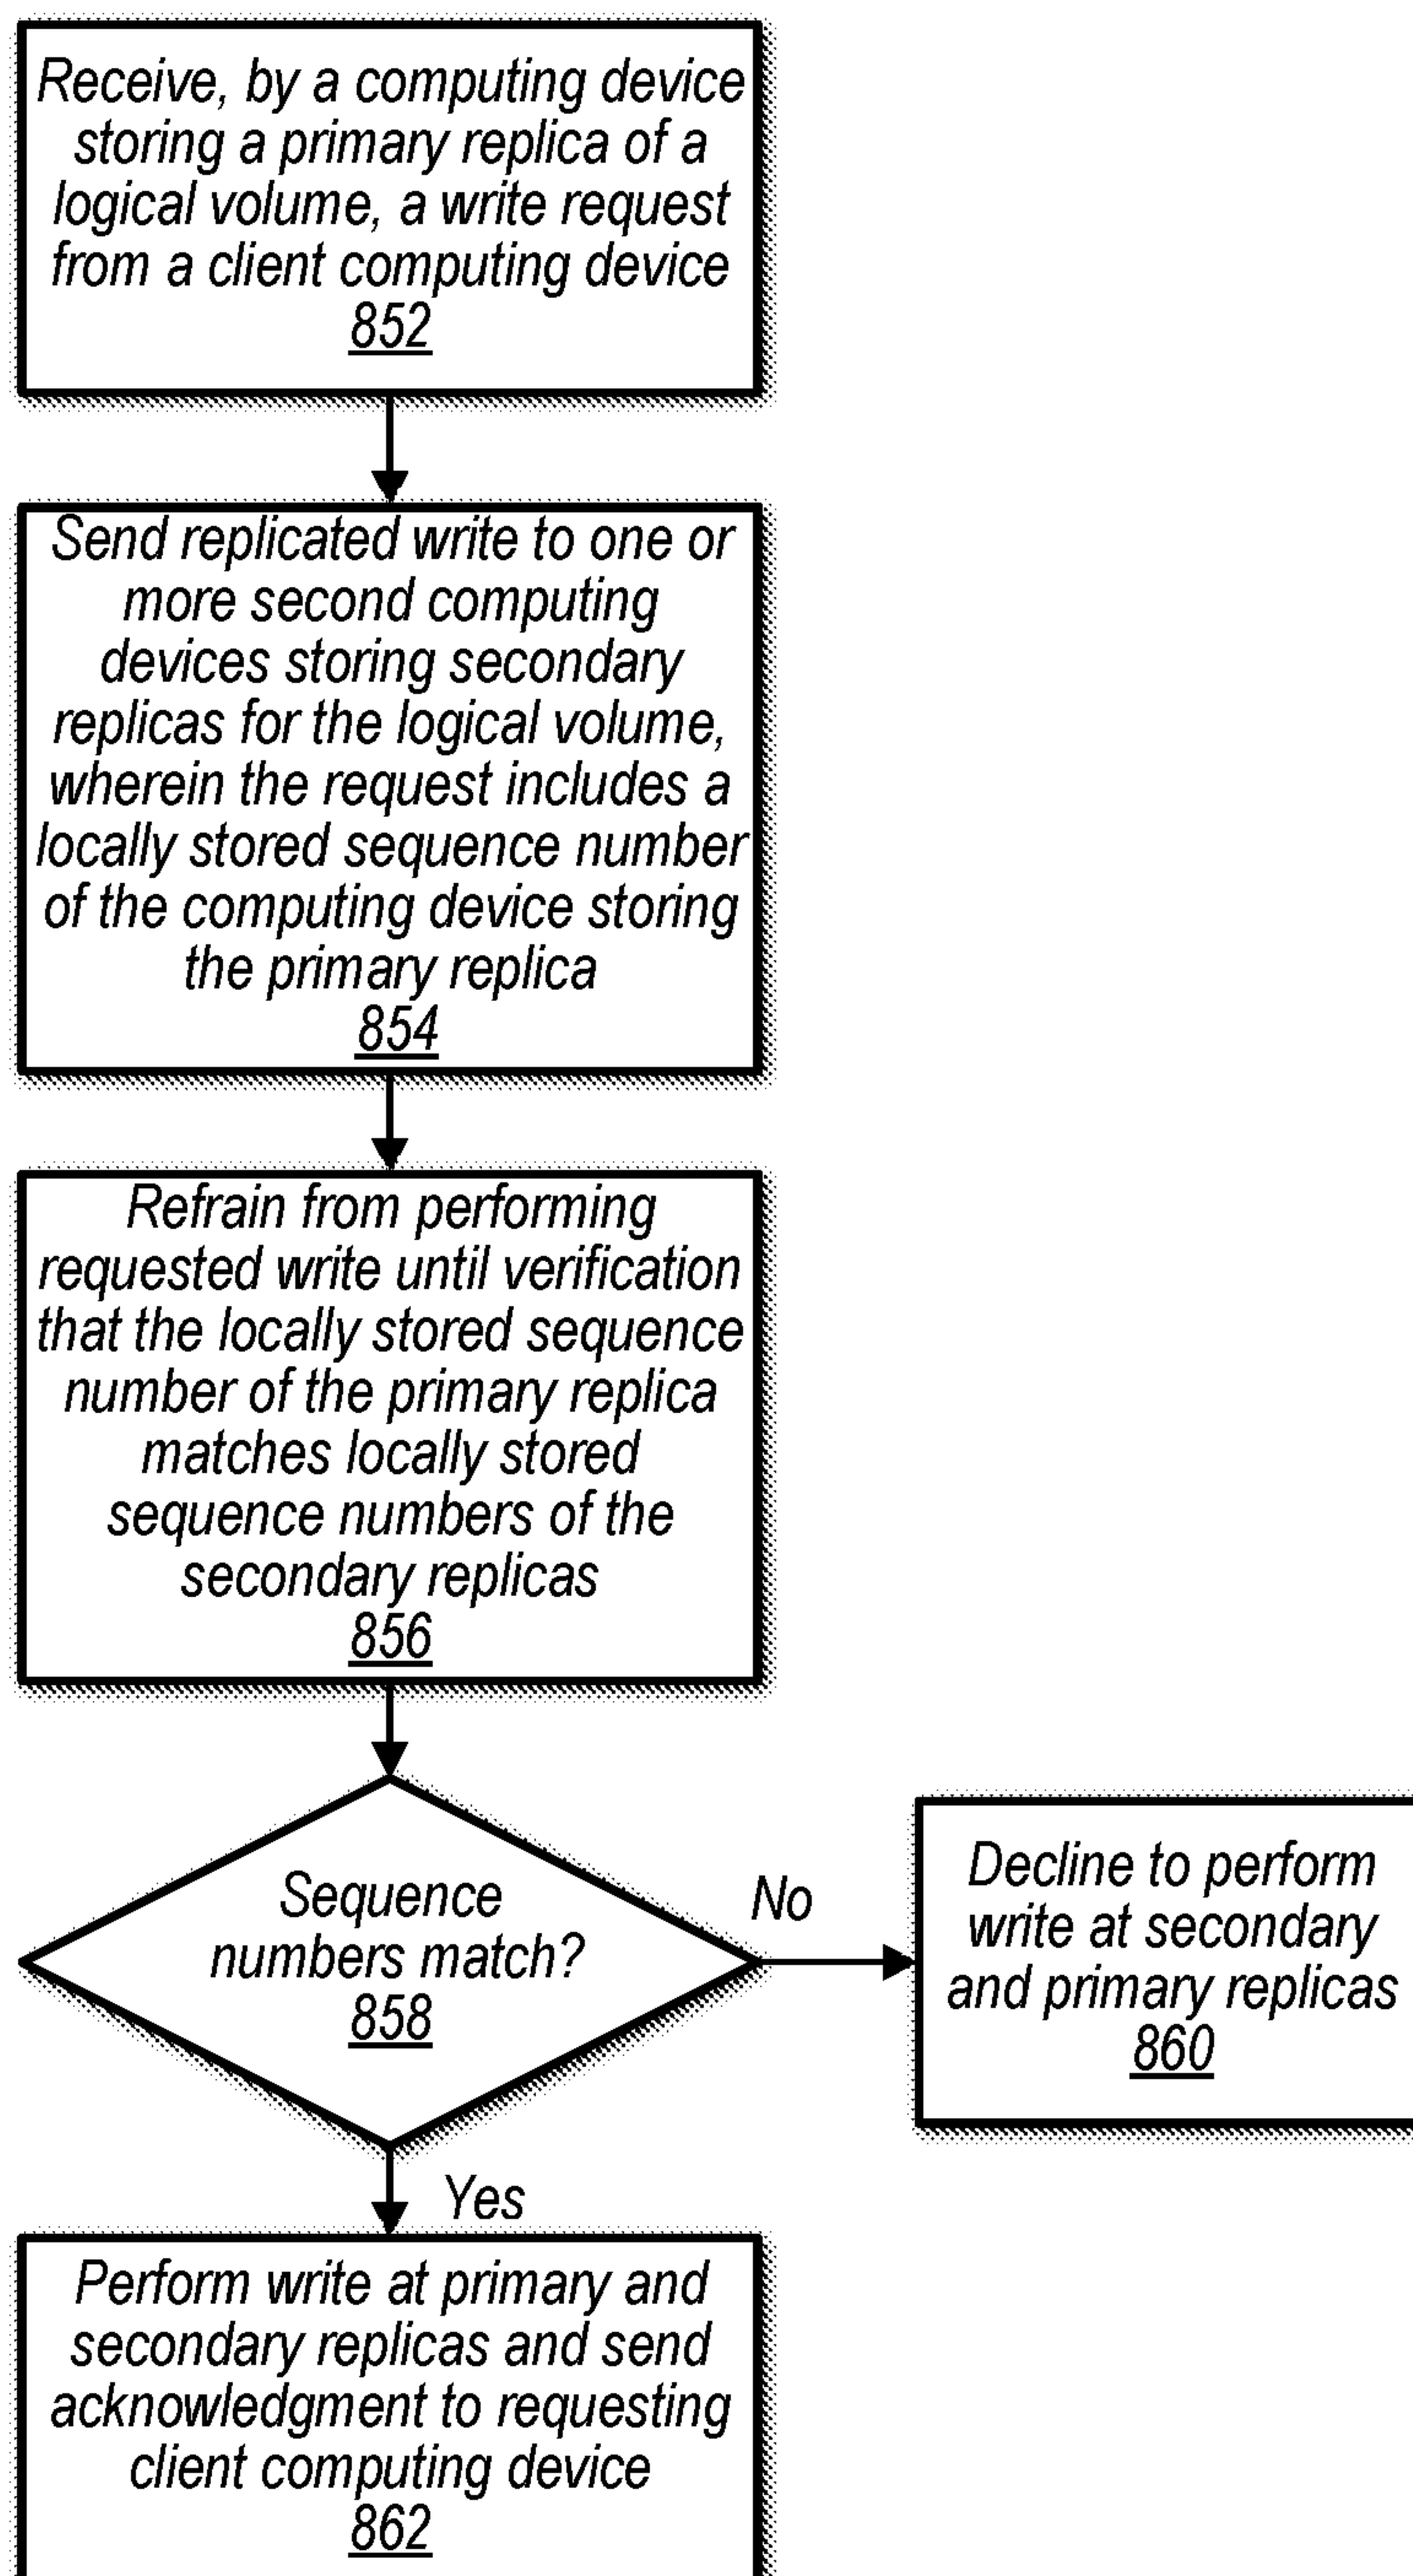 Receive, by a computing device
storing a primary replica of a
logical volume, a write request
from a client computing device
852
Send replicated write to one or
more second computing
devices storing secondary
replicas for the logical volume,
wherein the request includes a
locally stored sequence number
of the computing device storing
the primary replica
854
Refrain from performing
requested write until verification
that the locally stored sequence
number of the primary replica
matches locally stored
sequence numbers of the
secondary replicas
856
Sequence
numbers match?
858
No
Decline to perform
write at secondary
and primary replicas
860
Yes
Perform write at primary and
secondary replicas and send
acknowledgment to requesting
client computing device
862